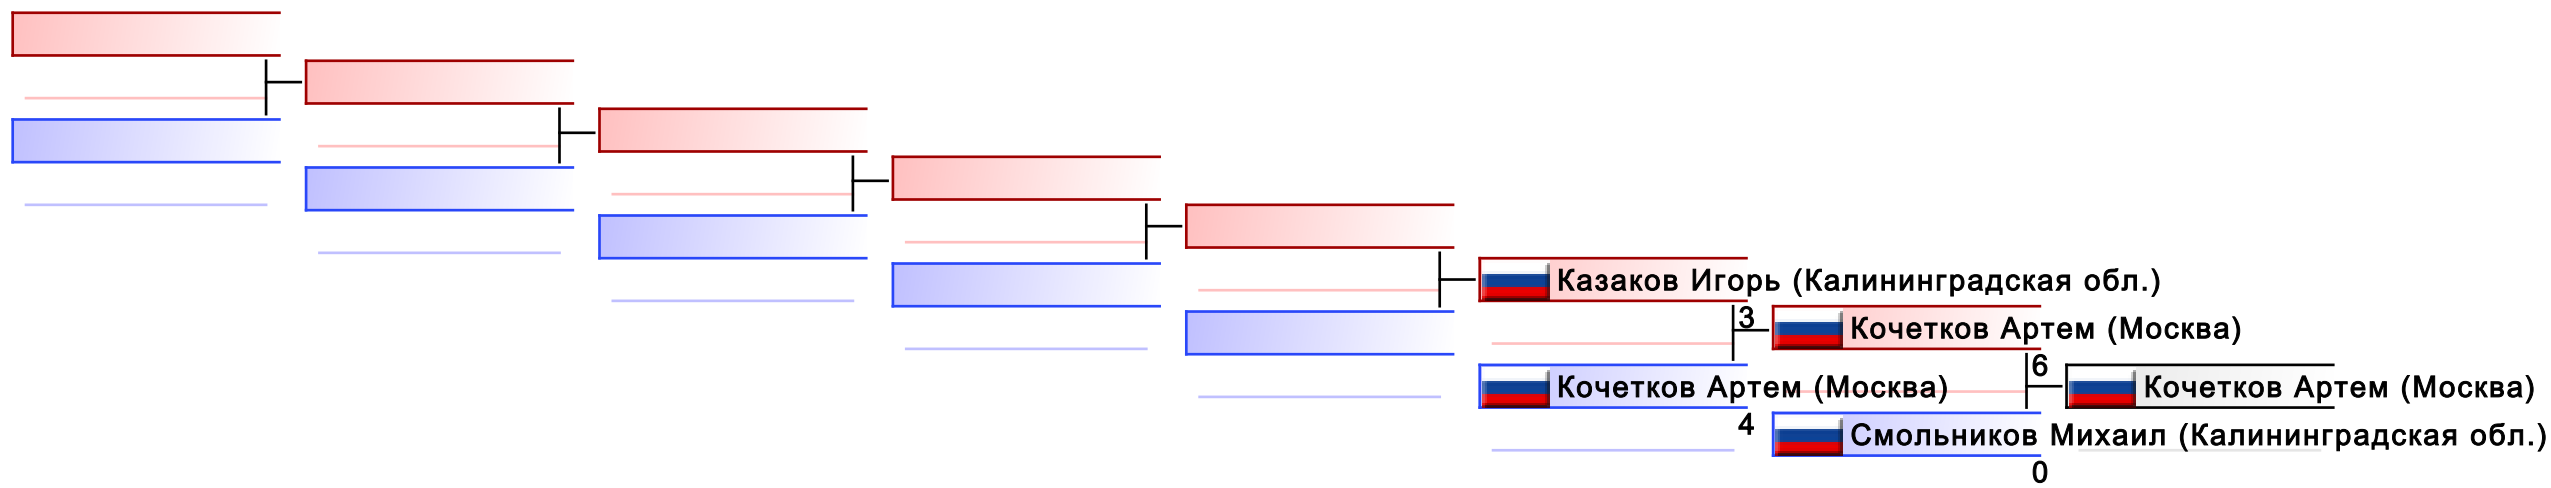 Казаков Игорь (Калининградская обл.)
3
Кочетков Артем (Москва)
4
Кочетков Артем (Москва)
6
Смольников Михаил (Калининградская обл.)
0
Кочетков Артем (Москва)